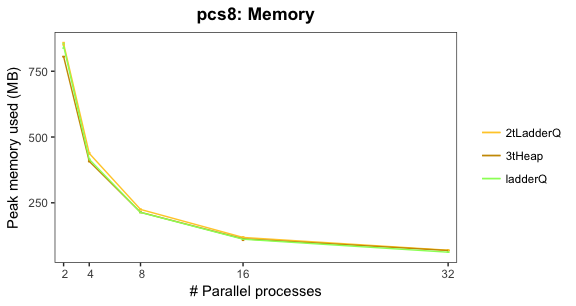 pcs8: Memory
Peak memory used (MB)
750
500
250
2 4 8 16 32
# Parallel processes
2tLadderQ
3tHeap
ladderQ